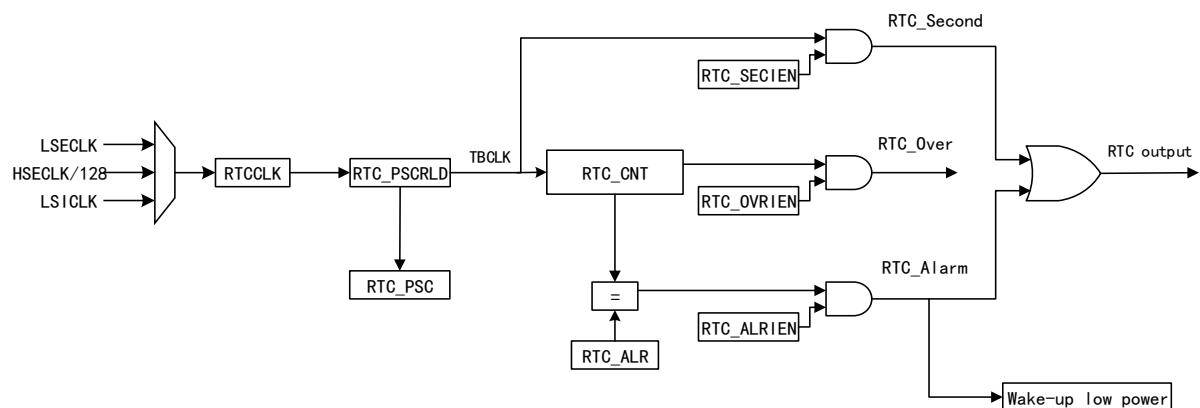 RTC_Second
RTC_SECIEN
LSECLK
HSECLK/128
LSICLK
RTCCLK
RTC_PSCRLD
TBCLK
RTC_CNT
RTC_Over
RTC_OVRIEN
RTC output
RTC_PSC
=
RTC_Alarm
RTC_ALRIEN
RTC_ALR
Wake-up low power